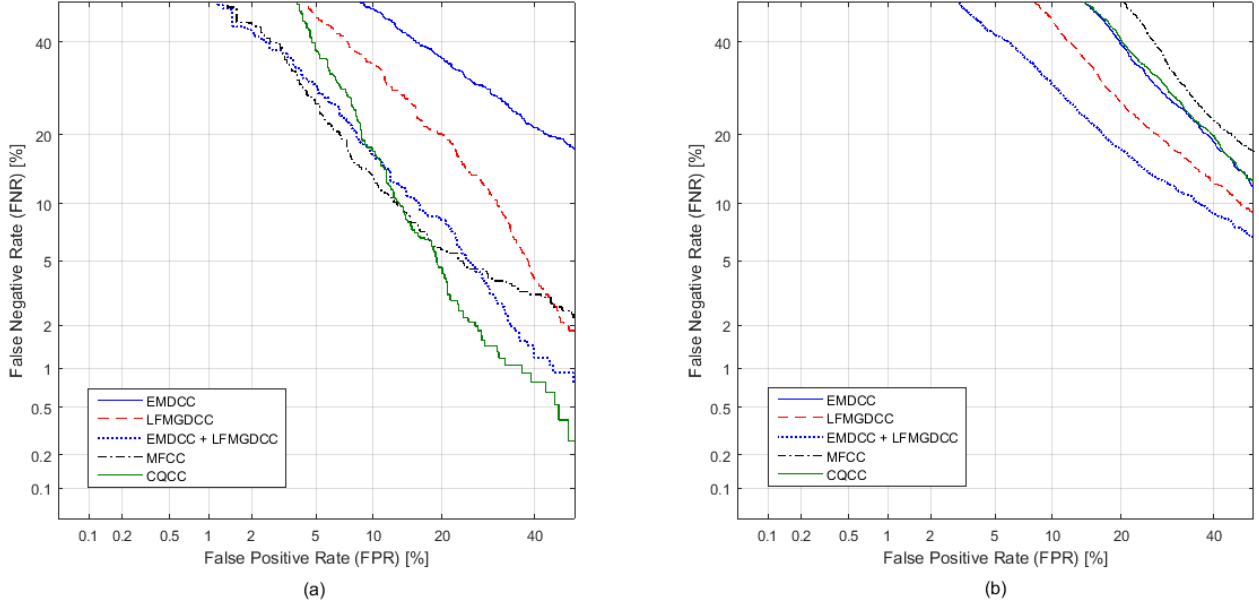 False Negative Rate (FNR) [%]
40
20
10
5
2
1
0.5
0.2
0.1
EMDCC
LFMGDCC
EMDCC + LFMGDCC
MFCC
CQCC
0.1 0.2 0.5 1 2 5 10 20 40
False Positive Rate (FPR) [%]
(a)
False Negative Rate (FNR) [%]
40
20
10
5
2
1
0.5
0.2
0.1
EMDCC
LFMGDCC
EMDCC + LFMGDCC
MFCC
CQCC
0.1 0.2 0.5 1 2 5 10 20 40
False Positive Rate (FPR) [%]
(b)